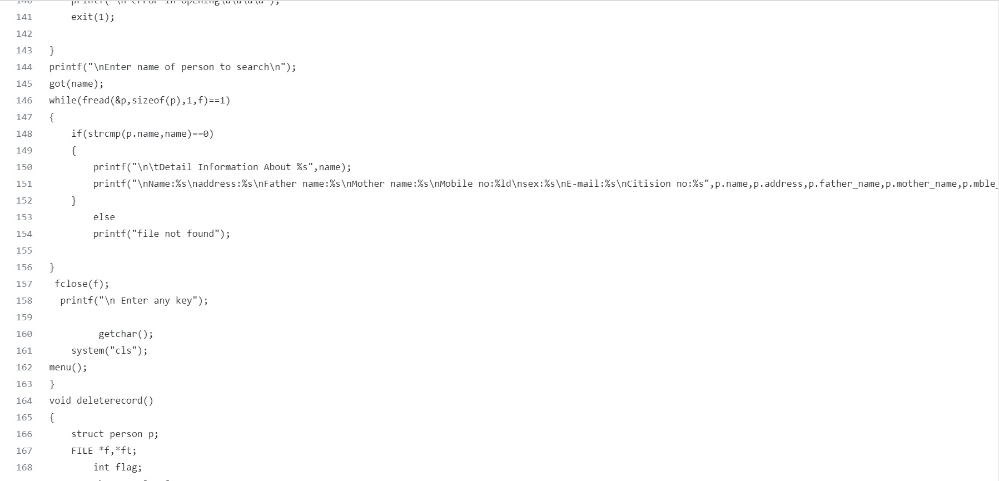 140 printf("\n error in opening\a\a\a\a");
141 exit(1);
142
143 }
144 printf("\nEnter name of person to search\n");
145 got(name);
146 while(fread(&p,sizeof(p),1,f)==1)
147 {
148 if(strcmp(p.name,name)==0)
149 {
150 printf("\n\tDetail Information About %s",name);
151 printf("\nName:%s\naddress:%s\nFather name:%s\nMother name:%s\nMobile no:%ld\nsex:%s\nE-mail:%s\nCitision no:%s",p.name,p.address,p.father_name,p.mother_name,p.mble_
152 }
153 else
154 printf("file not found");
155
156 }
157 fclose(f);
158 printf("\n Enter any key");
159
160 getchar();
161 system("cls");
162 menu();
163 }
164 void deleterecord()
165 {
166 struct person p;
167 FILE *f,*ft;
168 int flag;